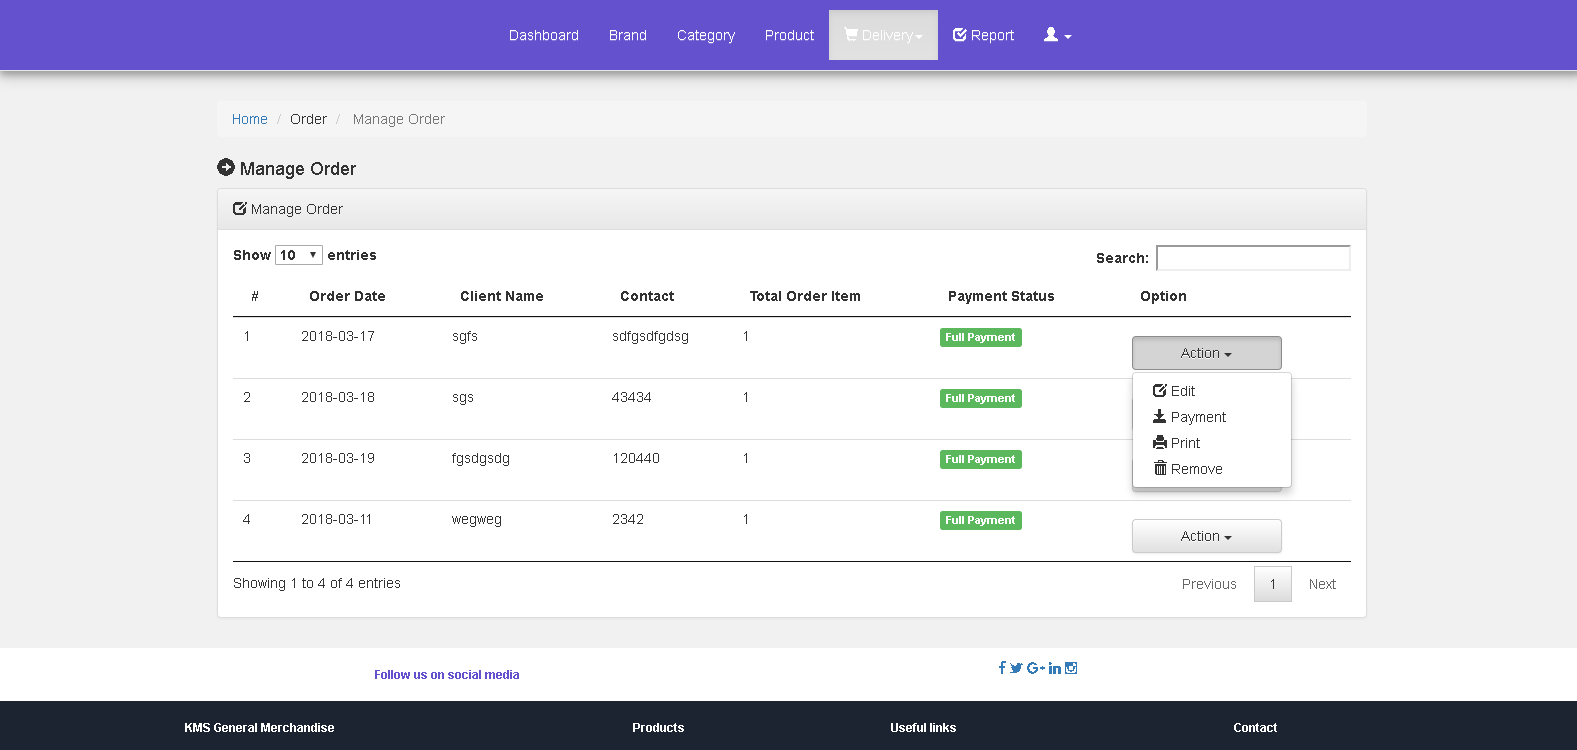 Dashboard Brand Category Product Delivery Report
Home / Order / Manage Order
Manage Order
Manage Order
Show 10 entries Search:
# Order Date Client Name Contact Total Order Item Payment Status Option
1 2018-03-17 sgfs sdfgsdfgdsg 1 Full Payment Action
Edit
2 2018-03-18 sgs 43434 1 Full Payment
Payment
Print
3 2018-03-19 fgsdgsdg 120440 1 Full Payment
Remove
4 2018-03-11 wegweg 2342 1 Full Payment Action
Showing 1 to 4 of 4 entries Previous 1 Next
Follow us on social media
KMS General Merchandise Products Useful links Contact